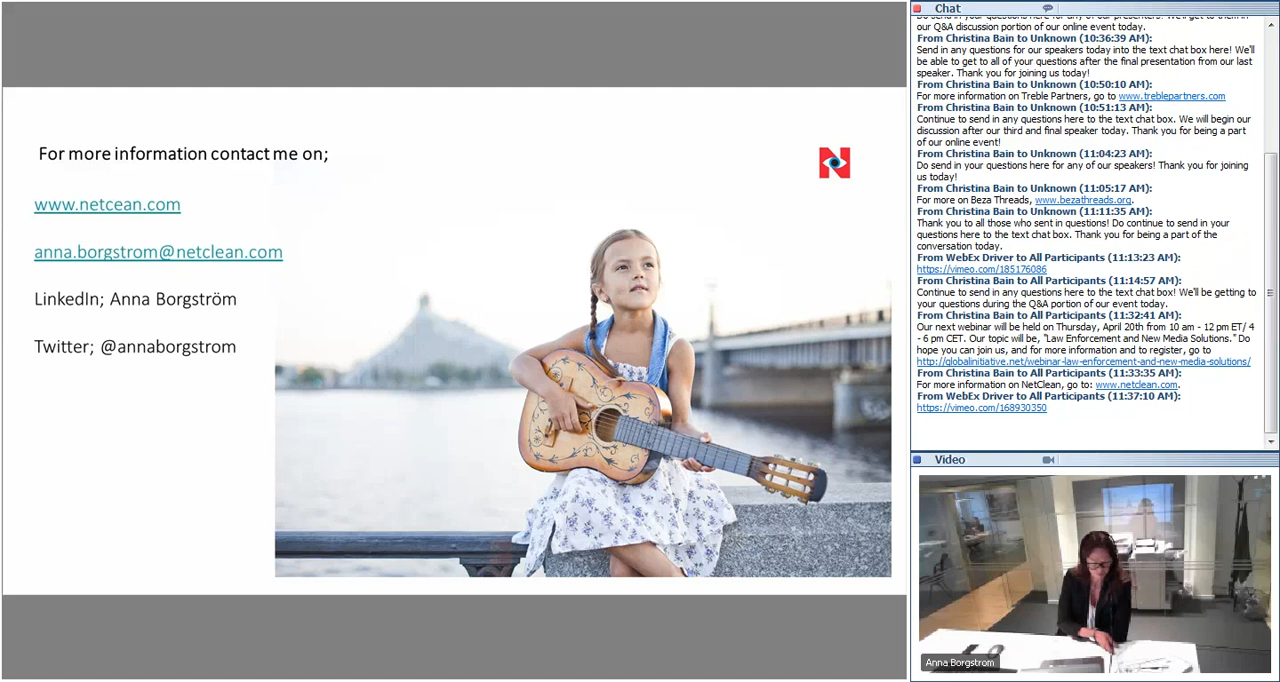 For more information contact me on;
www.netcean.com
anna.borgstrom@netclean.com
LinkedIn; Anna Borgström
Twitter; @annaborgstrom
N
Chat
our Q&A discussion portion of our online event today.
From Christina Bain to Unknown (10:36:39 AM):
Send in any questions for our speakers today into the text chat box here! We'll
be able to get to all of your questions after the final presentation from our last
speaker. Thank you for joining us today!
From Christina Bain to Unknown (10:50:10 AM):
For more information on Treble Partners, go to www.treblepartners.com
From Christina Bain to Unknown (10:51:13 AM):
Continue to send in any questions here to the text chat box. We will begin our
discussion after our third and final speaker today. Thank you for being a part
of our online event!
From Christina Bain to Unknown (11:04:23 AM):
Do send in your questions here for any of our speakers! Thank you for joining
us today!
From Christina Bain to Unknown (11:05:17 AM):
For more on Beza Threads, www.bezathreads.org.
From Christina Bain to Unknown (11:11:35 AM):
Thank you to all those who sent in questions! Do continue to send in your
questions here to the text chat box. Thank you for being a part of the
conversation today.
From WebEx Driver to All Participants (11:13:23 AM):
https://vimeo.com/185176086
From Christina Bain to All Participants (11:14:57 AM):
Continue to send in any questions here to the text chat box! We'll be getting to
your questions during the Q&A portion of our event today.
From Christina Bain to All Participants (11:32:41 AM):
Our next webinar will be held on Thursday, April 20th from 10 am - 12 pm ET/ 4
- 6 pm CET. Our topic will be, "Law Enforcement and New Media Solutions." Do
hope you can join us, and for more information and to register, go to
http://globalinitiative.net/webinar-law-enforcement-and-new-media-solutions/
From Christina Bain to All Participants (11:33:35 AM):
For more information on NetClean, go to: www.netclean.com.
From WebEx Driver to All Participants (11:37:10 AM):
https://vimeo.com/168930350
Video
Anna Borgstrom